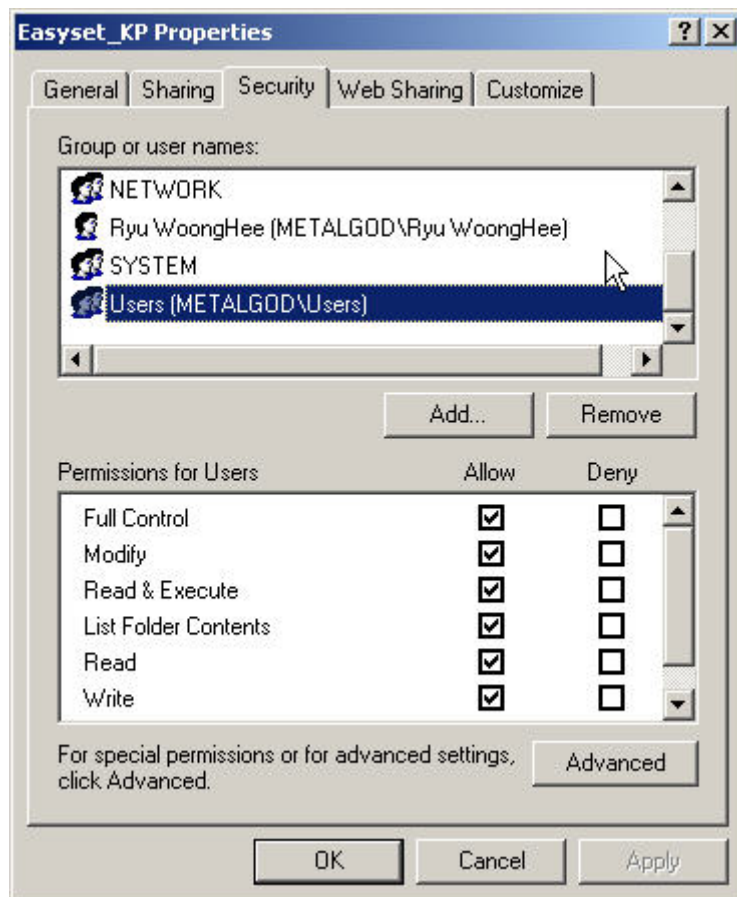 Easyset_KP Properties
General Sharing Security Web Sharing Customize
Group or user names:
NETWORK
Ryu WoongHee (METALGOD\Ryu WoongHee)
SYSTEM
Users (METALGOD\Users)
Add... Remove
Permissions for Users Allow Deny
Full Control
Modify
Read & Execute
List Folder Contents
Read
Write
For special permissions or for advanced settings,
click Advanced.
Advanced
OK Cancel Apply